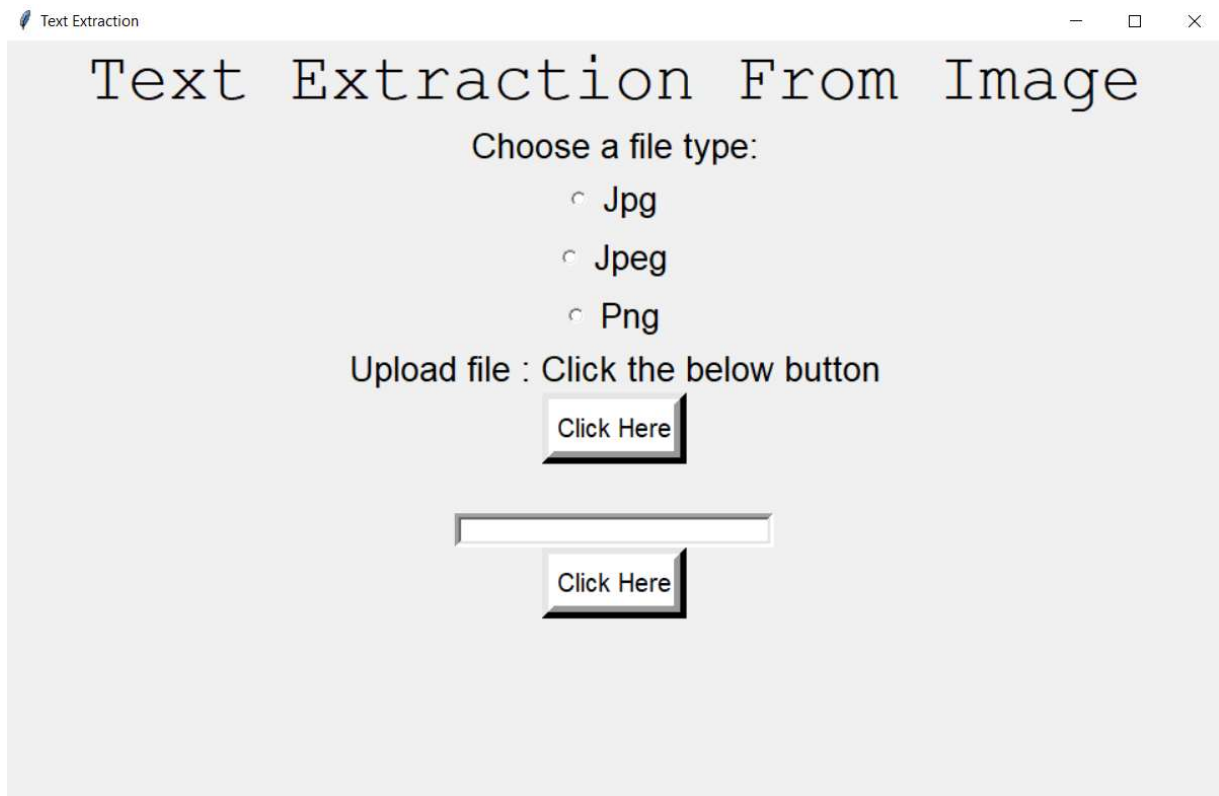 Text Extraction
Text Extraction From Image
Choose a file type:
Jpg
Jpeg
Png
Upload file : Click the below button
Click Here
Click Here